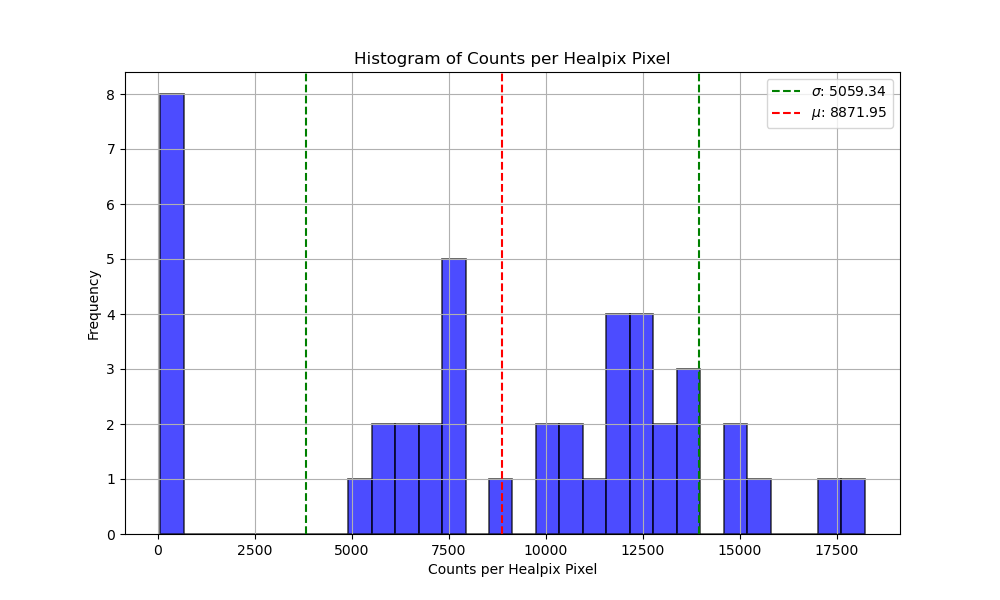 Histogram of Counts per Healpix Pixel
σ: 5059.34
μ: 8871.95
8
7
6
5
4
3
2
1
0
Frequency
0 2500 5000 7500 10000 12500 15000 17500
Counts per Healpix Pixel